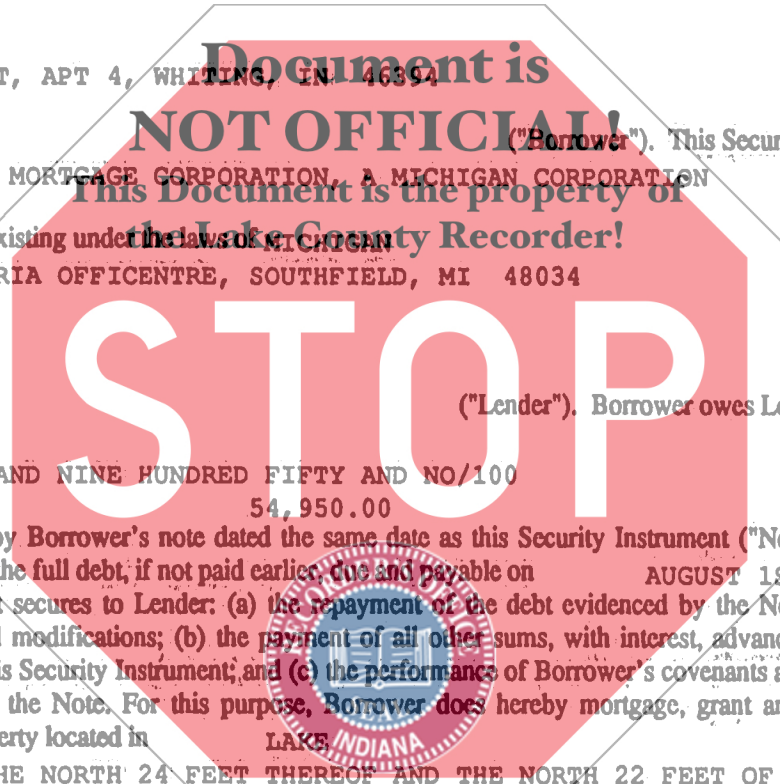 Document is
T, APT 4, WHITING, IN 46394
NOT OFFICIAL!
("Borrower"). This Secur
MORTGAGE CORPORATION, A MICHIGAN CORPORATION
This Document is the property of
xisting under the laws of MICHIGAN
the Lake County Recorder!
RIA OFFICENTRE, SOUTHFIELD, MI 48034
STOP
("Lender"). Borrower owes Le
AND NINE HUNDRED FIFTY AND NO/100
54,950.00
by Borrower's note dated the same date as this Security Instrument ("No
he full debt, if not paid earlier, due and payable on AUGUST 1S
t secures to Lender: (a) the repayment of the debt evidenced by the No
d modifications; (b) the payment of all other sums, with interest, advanc
is Security Instrument; and (c) the performance of Borrower's covenants a
the Note. For this purpose, Borrower does hereby mortgage, grant an
erty located in LAKE
INDIANA
HE NORTH 24 FEET THEREOF AND THE NORTH 22 FEET OF